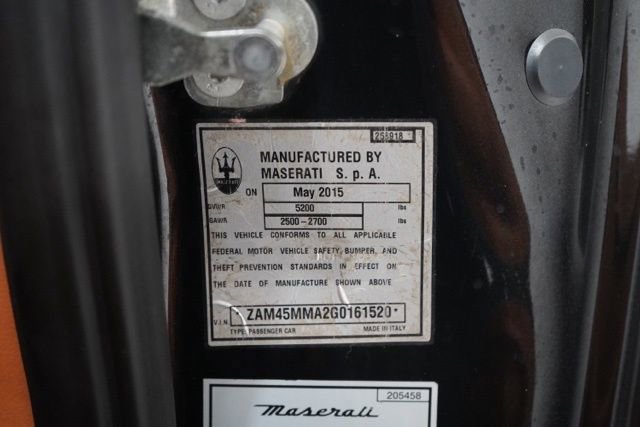 258918
MANUFACTURED BY
MASERATI S. p. A.
ON May 2015
GVWR 5200 lbs
GAWR 2500-2700 lbs
THIS VEHICLE CONFORMS TO ALL APPLICABLE
FEDERAL MOTOR VEHICLE SAFETY, BUMPER, AND
THEFT PREVENTION STANDARDS IN EFFECT ON
THE DATE OF MANUFACTURE SHOWN ABOVE
V.I.N. *ZAM45MMA2G0161520*
TYPE: PASSENGER CAR MADE IN ITALY
205458
Maserati